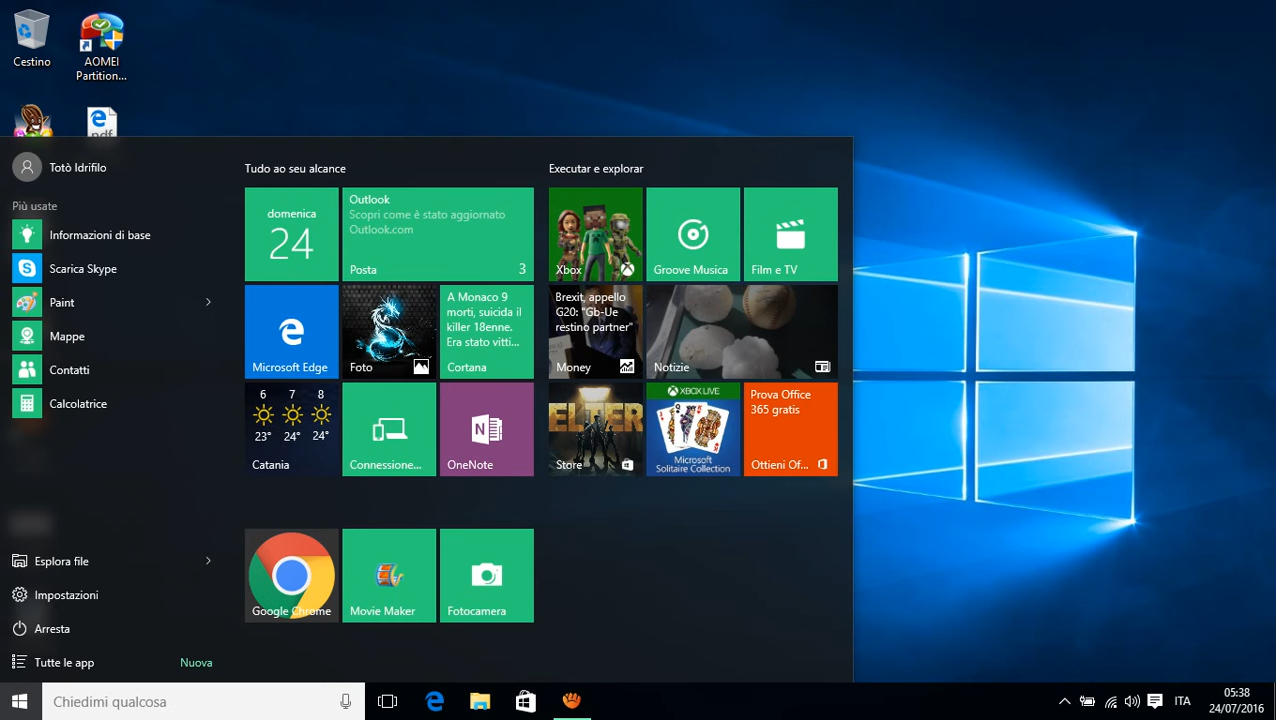 Cestino
AOMEI
Partition...
pdf
Totò Idrifilo
Più usate
Informazioni di base
Scarica Skype
Paint
Mappe
Contatti
Calcolatrice
Esplora file
Impostazioni
Arresta
Tutte le app
Nuova
Tudo ao seu alcance
domenica
24
Outlook
Scopri come è stato aggiornato
Outlook.com
Posta
3
Microsoft Edge
Foto
A Monaco 9
morti, suicida il
killer 18enne.
Era stato vitti...
Cortana
6 7 8
23° 24° 24°
Catania
Connessione...
OneNote
Google Chrome
Movie Maker
Fotocamera
Executar e explorar
Xbox
Groove Musica
Film e TV
Brexit, appello
G20: "Gb-Ue
restino partner"
Money
Notizie
ELTER
Store
XBOX LIVE
Microsoft
Solitaire Collection
Prova Office
365 gratis
Ottieni Of...
Chiedimi qualcosa
ITA
05:38
24/07/2016